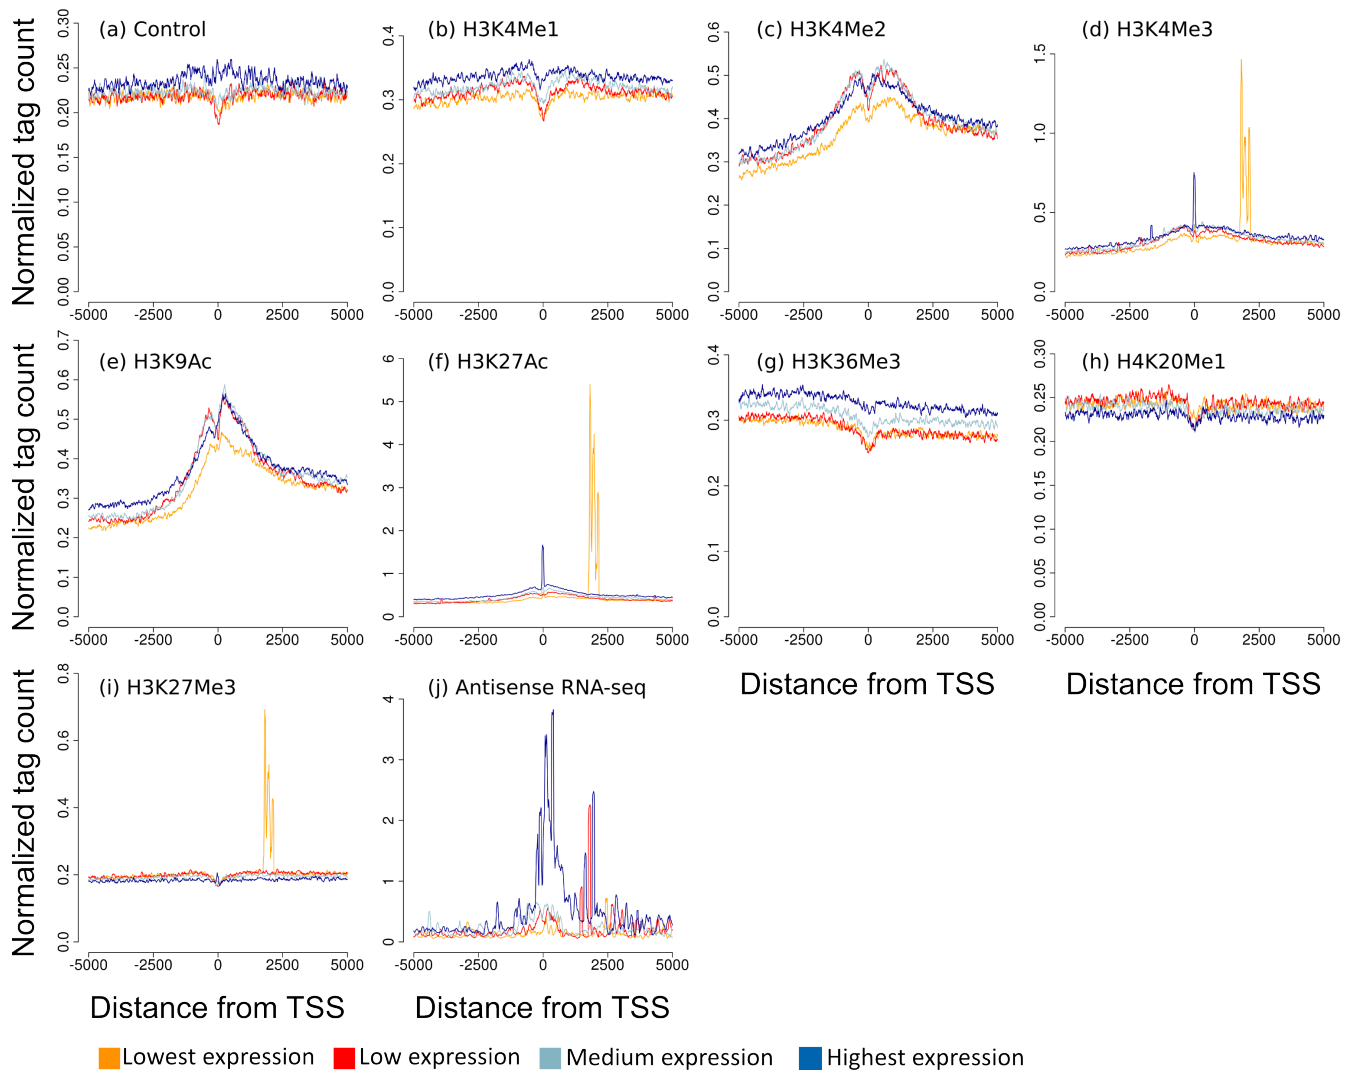 (a) Control
(b) H3K4Me1
(c) H3K4Me2
(d) H3K4Me3
Normalized tag count
0.00 0.05 0.10 0.15 0.20 0.25 0.30
-5000 -2500 0 2500 5000
0.0 0.1 0.2 0.3 0.4
-5000 -2500 0 2500 5000
0.0 0.1 0.2 0.3 0.4 0.5 0.6
-5000 -2500 0 2500 5000
0.0 0.5 1.0 1.5
-5000 -2500 0 2500 5000
(e) H3K9Ac
(f) H3K27Ac
(g) H3K36Me3
(h) H4K20Me1
Normalized tag count
0.0 0.1 0.2 0.3 0.4 0.5 0.6 0.7
-5000 -2500 0 2500 5000
0 1 2 3 4 5 6
-5000 -2500 0 2500 5000
0.0 0.1 0.2 0.3 0.4
-5000 -2500 0 2500 5000
0.00 0.05 0.10 0.15 0.20 0.25 0.30
-5000 -2500 0 2500 5000
Distance from TSS
Distance from TSS
(i) H3K27Me3
(j) Antisense RNA-seq
Normalized tag count
0.0 0.2 0.4 0.6 0.8
-5000 -2500 0 2500 5000
0 1 2 3 4
-5000 -2500 0 2500 5000
Distance from TSS
Distance from TSS
Lowest expression
Low expression
Medium expression
Highest expression